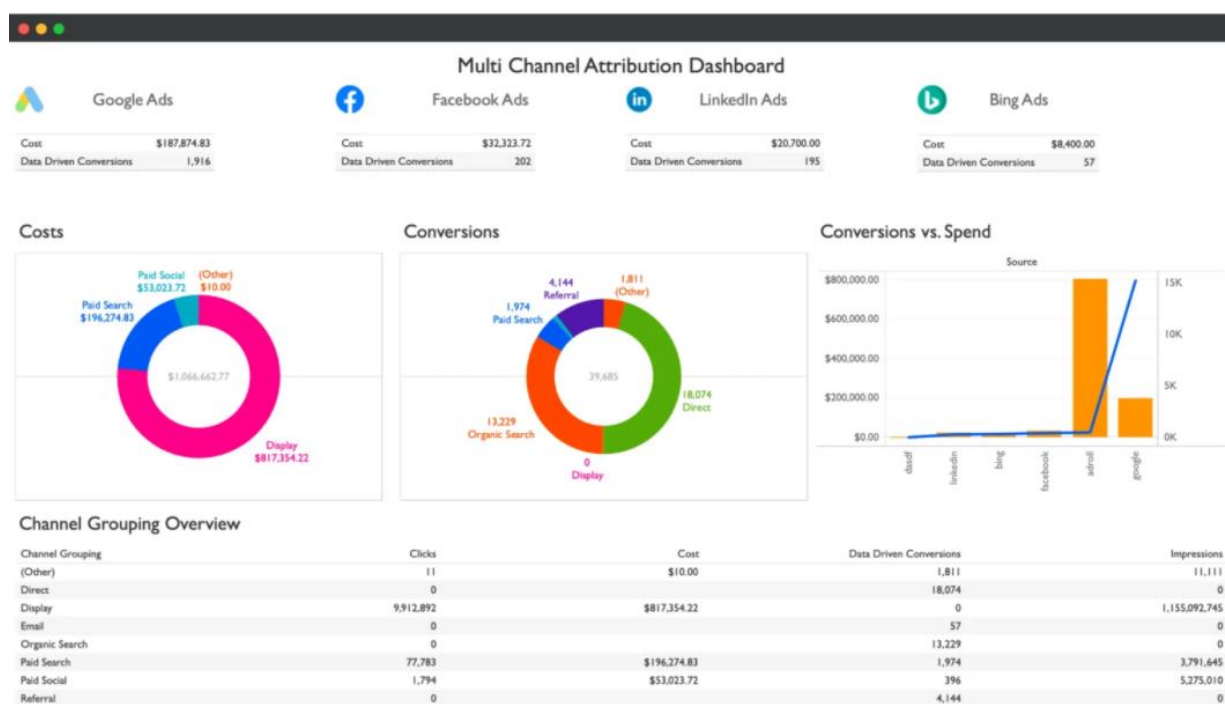 Multi Channel Attribution Dashboard
Google Ads
Facebook Ads
LinkedIn Ads
Bing Ads
Cost $187,874.83
Data Driven Conversions 1,916
Cost $32,323.72
Data Driven Conversions 202
Cost $20,700.00
Data Driven Conversions 195
Cost $8,400.00
Data Driven Conversions 57
Costs
Paid Social
$53,023.72
(Other)
$10.00
Paid Search
$196,274.83
$1,066,662.77
Display
$817,354.22
Conversions
4,144
Referral
1,811
(Other)
1,974
Paid Search
39,685
18,074
Direct
13,229
Organic Search
0
Display
Conversions vs. Spend
Source
$800,000.00
$600,000.00
$400,000.00
$200,000.00
$0.00
15K
10K
5K
0K
dasdf
linkedin
bing
facebook
adroll
google
Channel Grouping Overview
Channel Grouping Clicks Cost Data Driven Conversions Impressions
(Other) 11 $10.00 1,811 11,111
Direct 0 18,074 0
Display 9,912,892 $817,354.22 0 1,155,092,745
Email 0 57 0
Organic Search 0 13,229 0
Paid Search 77,783 $196,274.83 1,974 3,791,645
Paid Social 1,794 $53,023.72 396 5,275,010
Referral 0 4,144 0